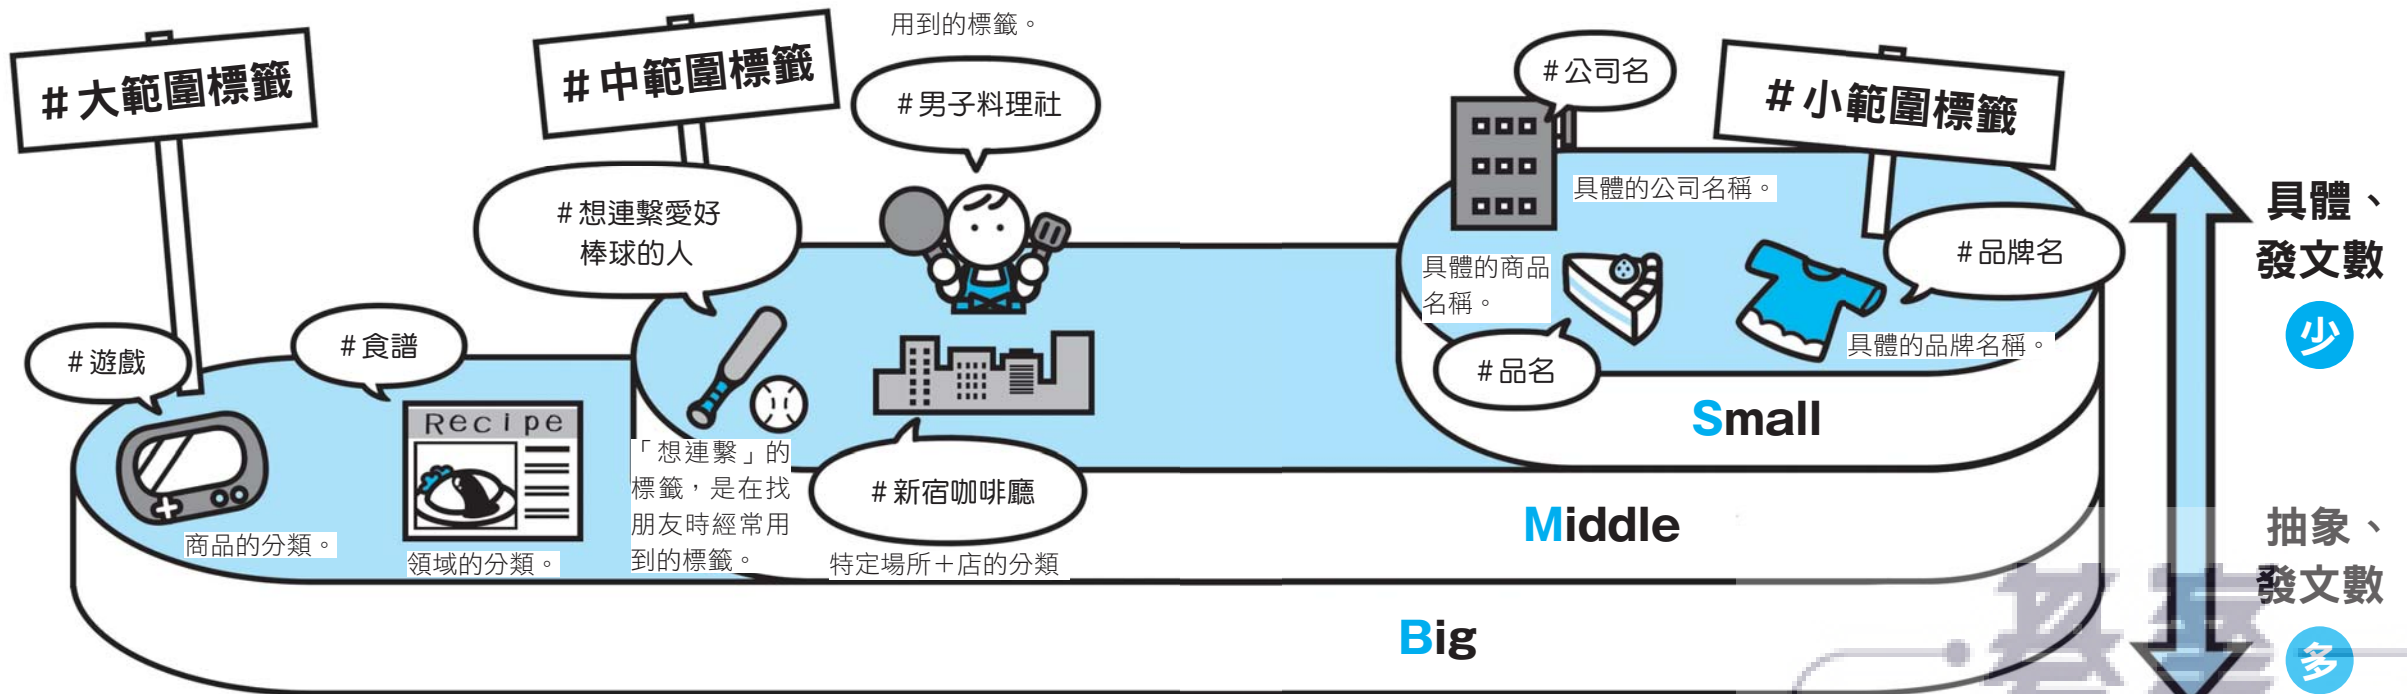 用到的標籤。
#大範圍標籤
#中範圍標籤
#男子料理社
#公司名
#小範圍標籤
具體的公司名稱。
#想連繫愛好
棒球的人
#品牌名
具體的商品
名稱。
具體的品牌名稱。
#品名
具體、
發文數
少
#遊戲
#食譜
Recipe
商品的分類。
領域的分類。
「想連繫」的
標籤,是在找
朋友時經常用
到的標籤。
#新宿咖啡廳
特定場所+店的分類
Small
Middle
Big
抽象、
發文數
多